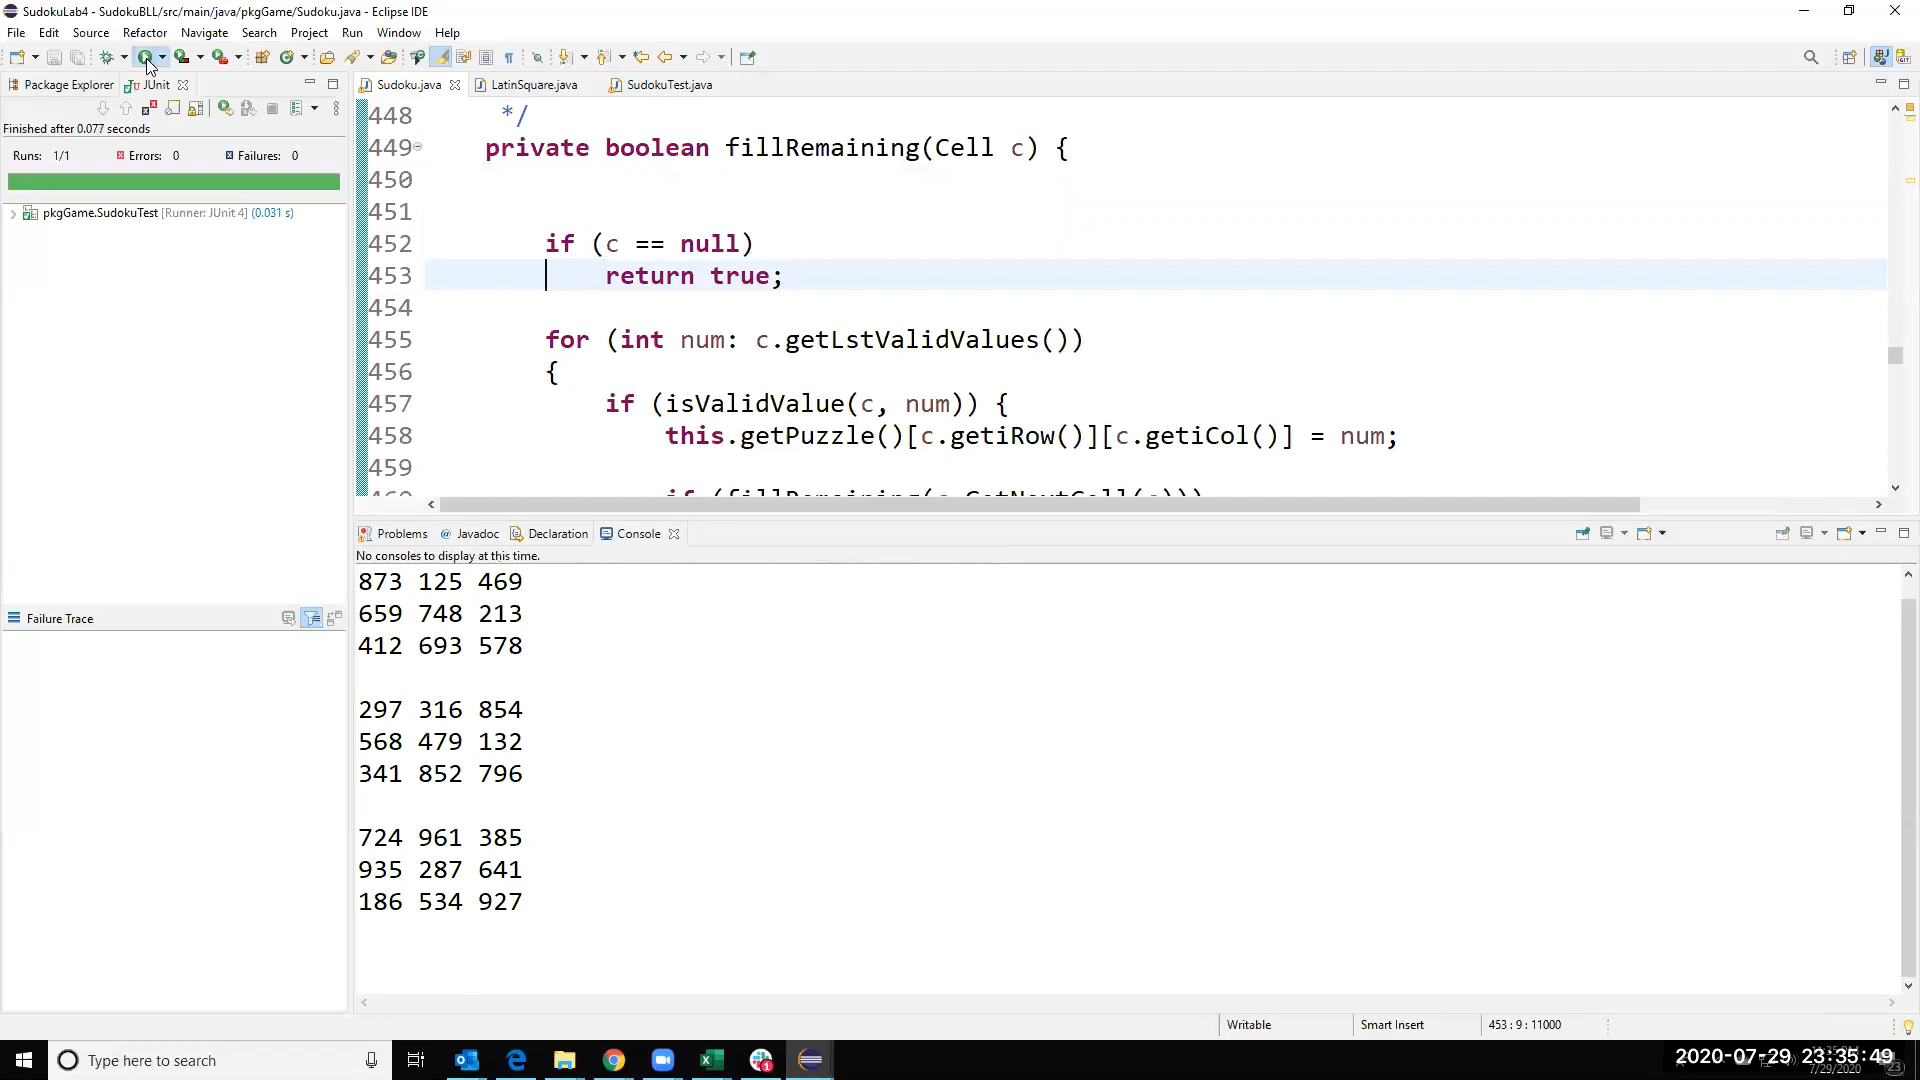 SudokuLab4 - SudokuBLL/src/main/java/pkgGame/Sudoku.java - Eclipse IDE
File Edit Source Refactor Navigate Search Project Run Window Help
Package Explorer JUnit
Sudoku.java LatinSquare.java SudokuTest.java
Finished after 0.077 seconds
Runs: 1/1 Errors: 0 Failures: 0
pkgGame.SudokuTest [Runner: JUnit 4] (0.031 s)
Failure Trace
448 */
449 private boolean fillRemaining(Cell c) {
450
451
452 if (c == null)
453 return true;
454
455 for (int num: c.getLstValidValues())
456 {
457 if (isValidValue(c, num)) {
458 this.getPuzzle()[c.getiRow()][c.getiCol()] = num;
459
Problems @ Javadoc Declaration Console
No consoles to display at this time.
873 125 469
659 748 213
412 693 578
297 316 854
568 479 132
341 852 796
724 961 385
935 287 641
186 534 927
Writable Smart Insert 453 : 9 : 11000
Type here to search
2020-07-29 23:35:49
7/29/2020